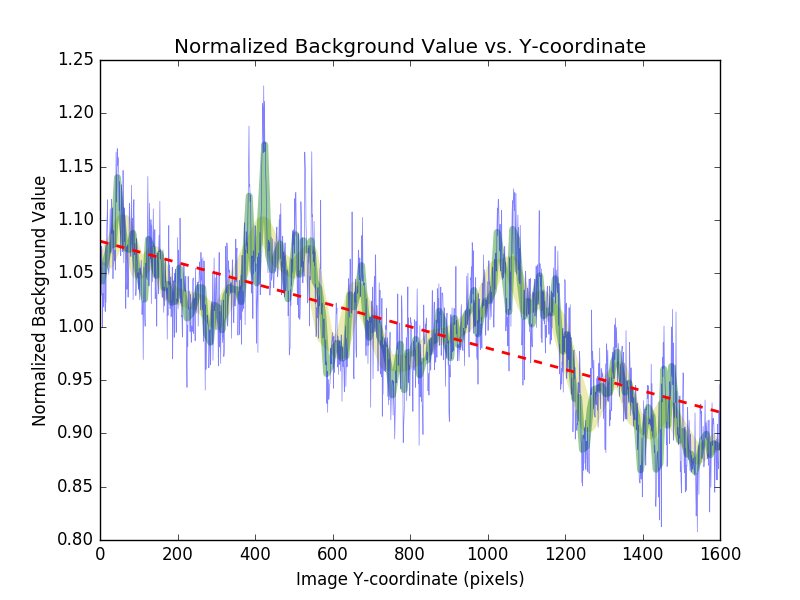 Normalized Background Value vs. Y-coordinate
1.25
1.20
1.15
1.10
1.05
1.00
0.95
0.90
0.85
0.80
Normalized Background Value
0 200 400 600 800 1000 1200 1400 1600
Image Y-coordinate (pixels)